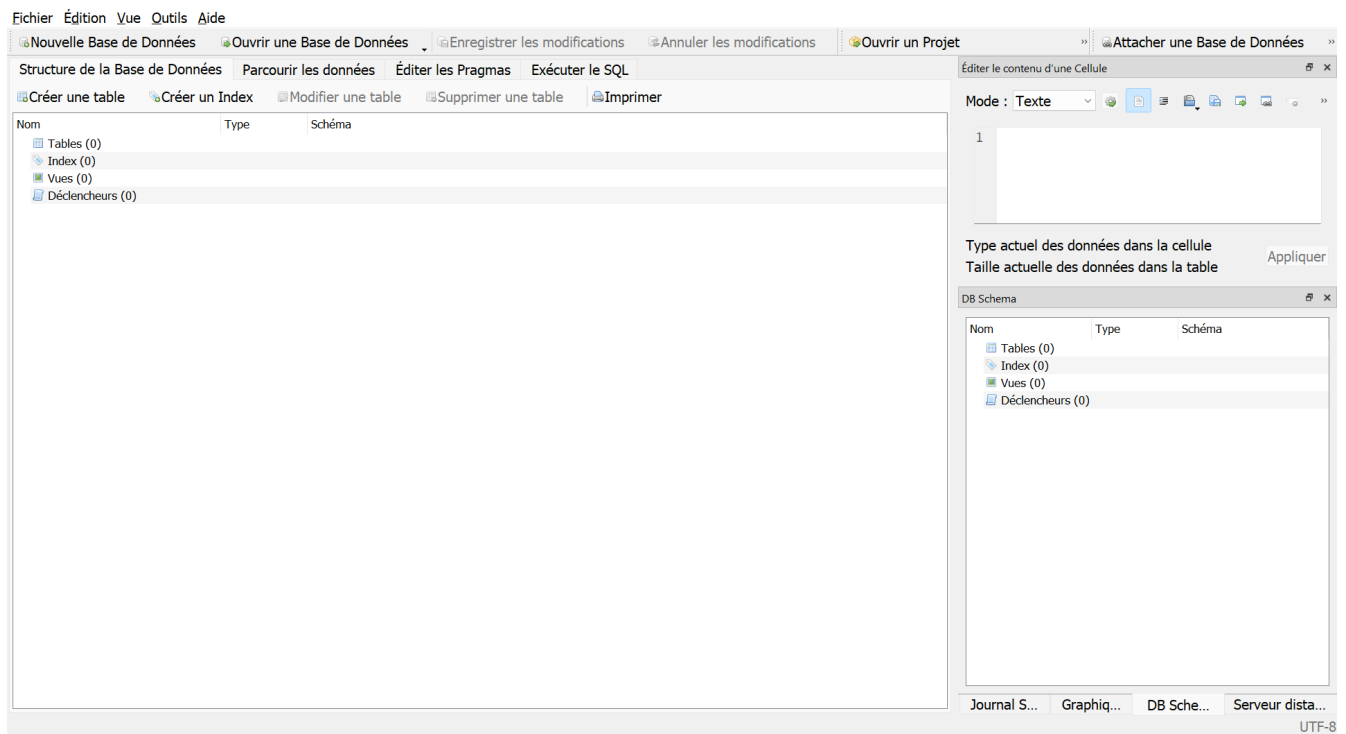 Fichier Édition Vue Outils Aide
Nouvelle Base de Données Ouvrir une Base de Données Enregistrer les modifications Annuler les modifications Ouvrir un Projet » Attacher une Base de Données »
Structure de la Base de Données Parcourir les données Éditer les Pragmas Exécuter le SQL
Créer une table Créer un Index Modifier une table Supprimer une table Imprimer
Nom Type Schéma
Tables (0)
Index (0)
Vues (0)
Déclencheurs (0)
Éditer le contenu d'une Cellule
Mode : Texte »
1
Type actuel des données dans la cellule
Taille actuelle des données dans la table
Appliquer
DB Schema
Nom Type Schéma
Tables (0)
Index (0)
Vues (0)
Déclencheurs (0)
Journal S... Graphiq... DB Sche... Serveur dista...
UTF-8